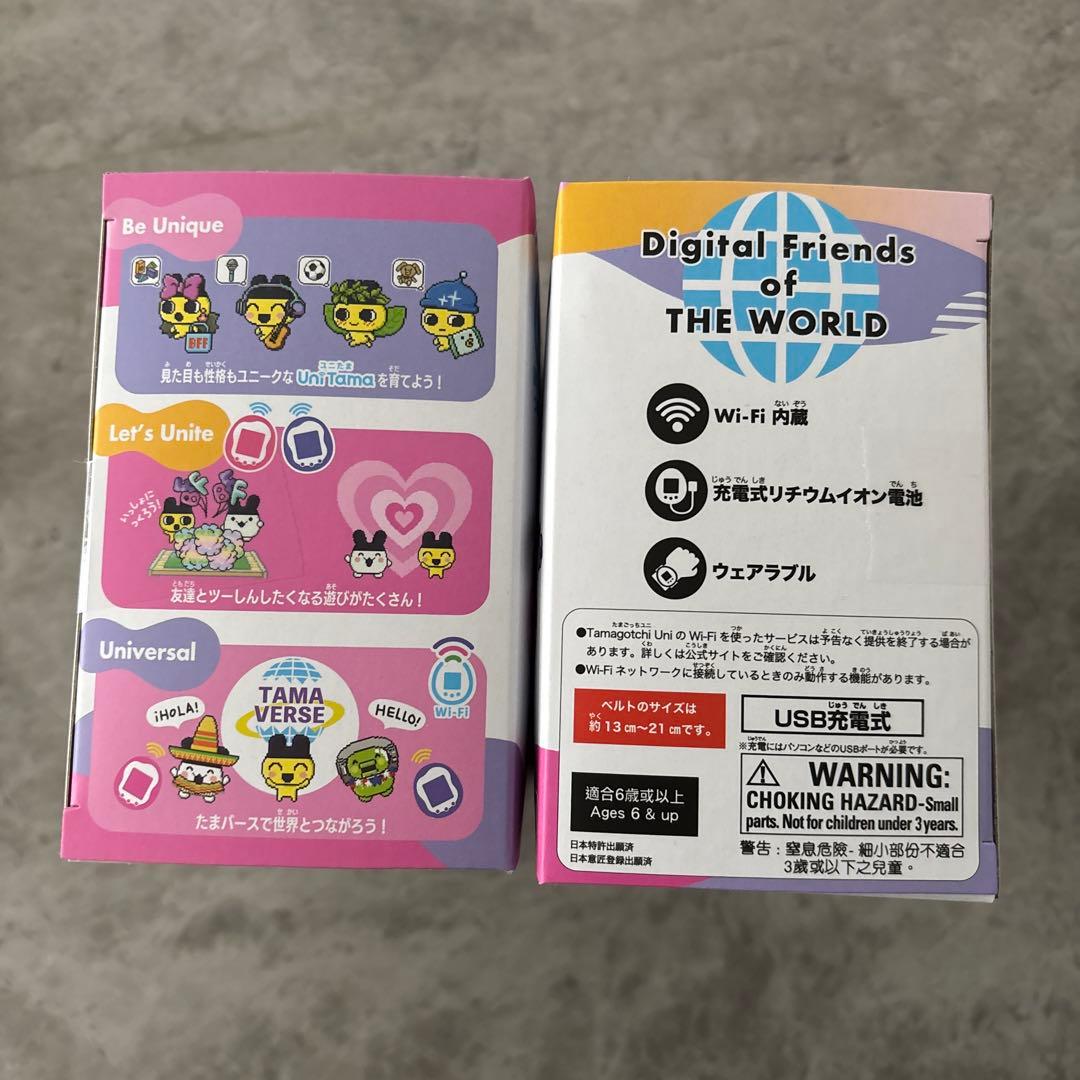 Be Unique
BFF
見た目も性格もユニークなUniTamaを育てよう！
Let's Unite
いっしょにつくろう！
BFF
友達とツーしんしたくなる遊びがたくさん！
Universal
TAMA
VERSE
¡HOLA!
HELLO!
Wi-Fi
たまバースで世界とつながろう！
Digital Friends
of
THE WORLD
Wi-Fi 内蔵
充電式リチウムイオン電池
ウェアラブル
●Tamagotchi Uni の Wi-Fi を使ったサービスは予告なく提供を終了する場合が
あります。詳しくは公式サイトをご確認ください。
●Wi-Fi ネットワークに接続しているときのみ動作する機能があります。
ベルトのサイズは
約13㎝～21㎝です。
USB充電式
※充電にはパソコンなどのUSBポートが必要です。
適合6歳或以上
Ages 6 & up
WARNING:
CHOKING HAZARD-Small
parts. Not for children under 3 years.
日本特許出願済
日本意匠登録出願済
警告：窒息危險 - 細小部份不適合
3歲或以下之兒童。